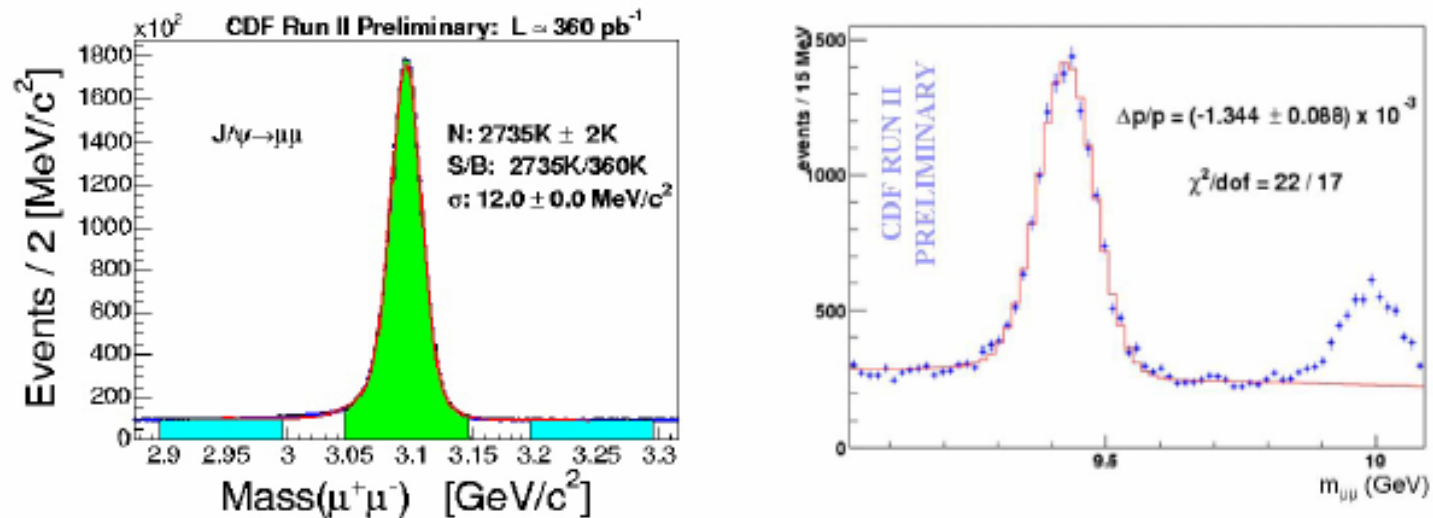 CDF Run II Preliminary: L ≃ 360 pb⁻¹
x10²
1800
1600
1400
1200
1000
800
600
400
200
0
Events / 2 [MeV/c²]
J/ψ→μμ
N: 2735K ± 2K
S/B: 2735K/360K
σ: 12.0 ± 0.0 MeV/c²
2.9 2.95 3 3.05 3.1 3.15 3.2 3.25 3.3
Mass(μ⁺μ⁻) [GeV/c²]
events / 15 MeV
1500
1000
500
0
CDF RUN II
PRELIMINARY
Δp/p = (-1.344 ± 0.088) x 10⁻³
χ²/dof = 22 / 17
9.5 10
m_μμ (GeV)